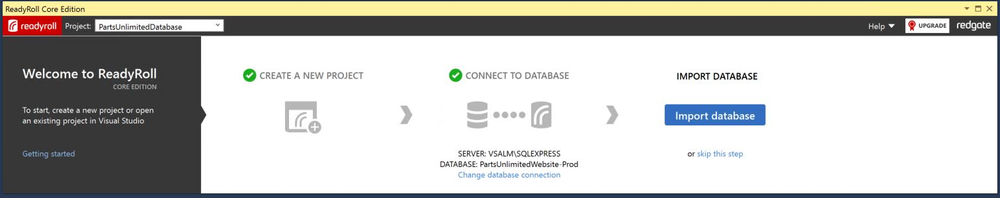 ReadyRoll Core Edition
readyroll Project: PartsUnlimitedDatabase Help UPGRADE redgate
Welcome to ReadyRoll
CORE EDITION
To start, create a new project or open
an existing project in Visual Studio
Getting started
CREATE A NEW PROJECT
CONNECT TO DATABASE
SERVER: VSALM\SQLEXPRESS
DATABASE: PartsUnlimitedWebsite-Prod
Change database connection
IMPORT DATABASE
Import database
or skip this step